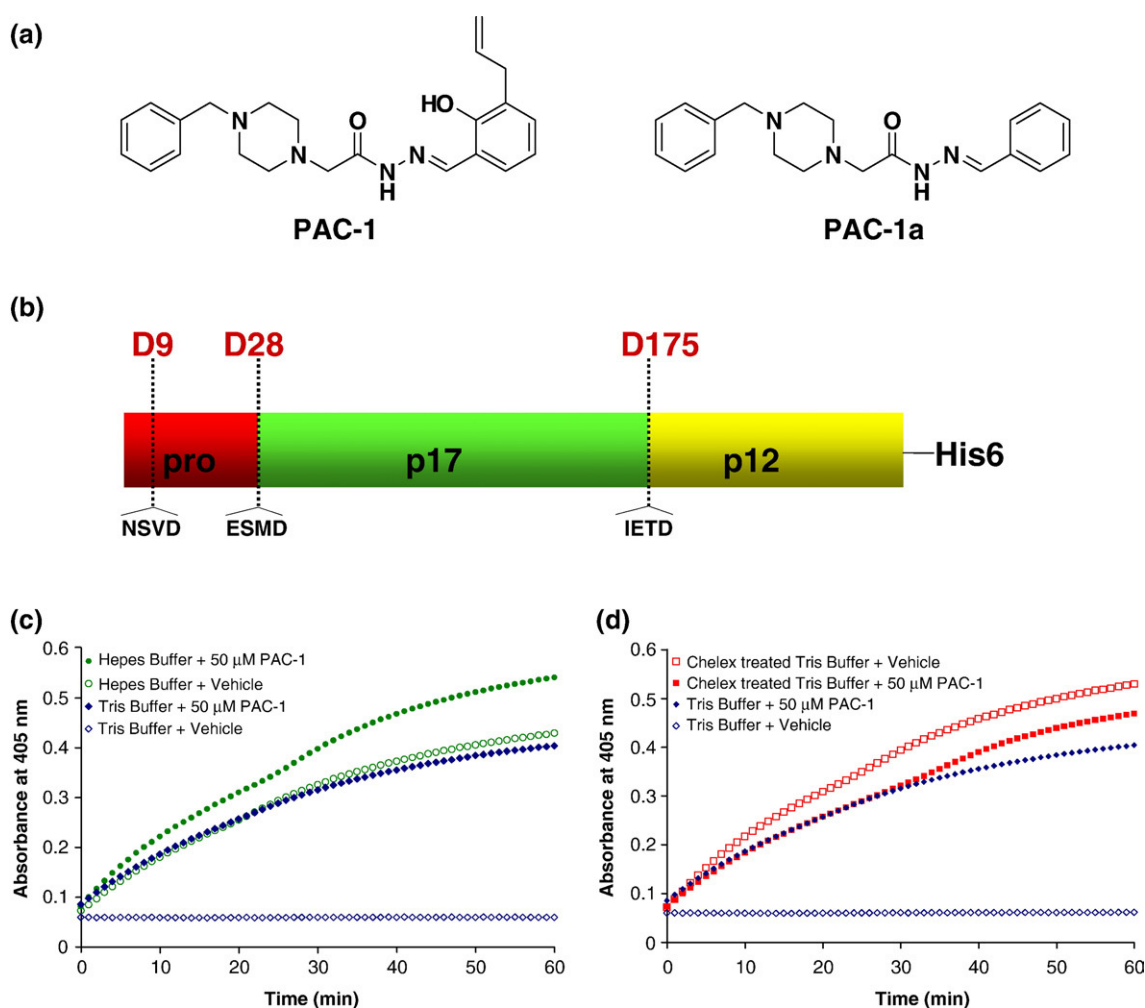 (a)
HO
N
N
O
N
H
N
PAC-1
N
N
O
N
H
N
PAC-1a
(b)
D9 D28 D175
pro p17 p12 His6
NSVD ESMD IETD
(c)
Absorbance at 405 nm
0.6
0.5
0.4
0.3
0.2
0.1
0
Hepes Buffer + 50 μM PAC-1
Hepes Buffer + Vehicle
Tris Buffer + 50 μM PAC-1
Tris Buffer + Vehicle
0 10 20 30 40 50 60
Time (min)
(d)
Absorbance at 405 nm
0.6
0.5
0.4
0.3
0.2
0.1
0
Chelex treated Tris Buffer + Vehicle
Chelex treated Tris Buffer + 50 μM PAC-1
Tris Buffer + 50 μM PAC-1
Tris Buffer + Vehicle
0 10 20 30 40 50 60
Time (min)